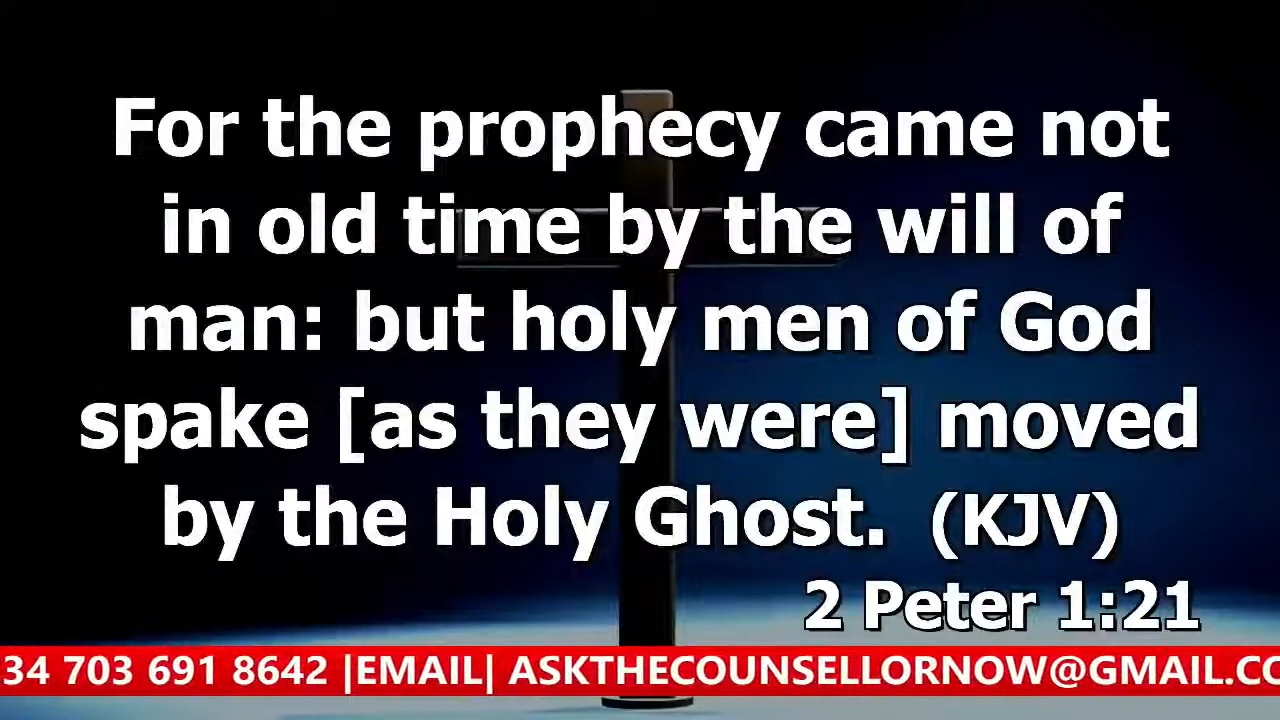 For the prophecy came not
in old time by the will of
man: but holy men of God
spake [as they were] moved
by the Holy Ghost. (KJV)
2 Peter 1:21
34 703 691 8642 |EMAIL| ASKTHECOUNSELLORNOW@GMAIL.CO